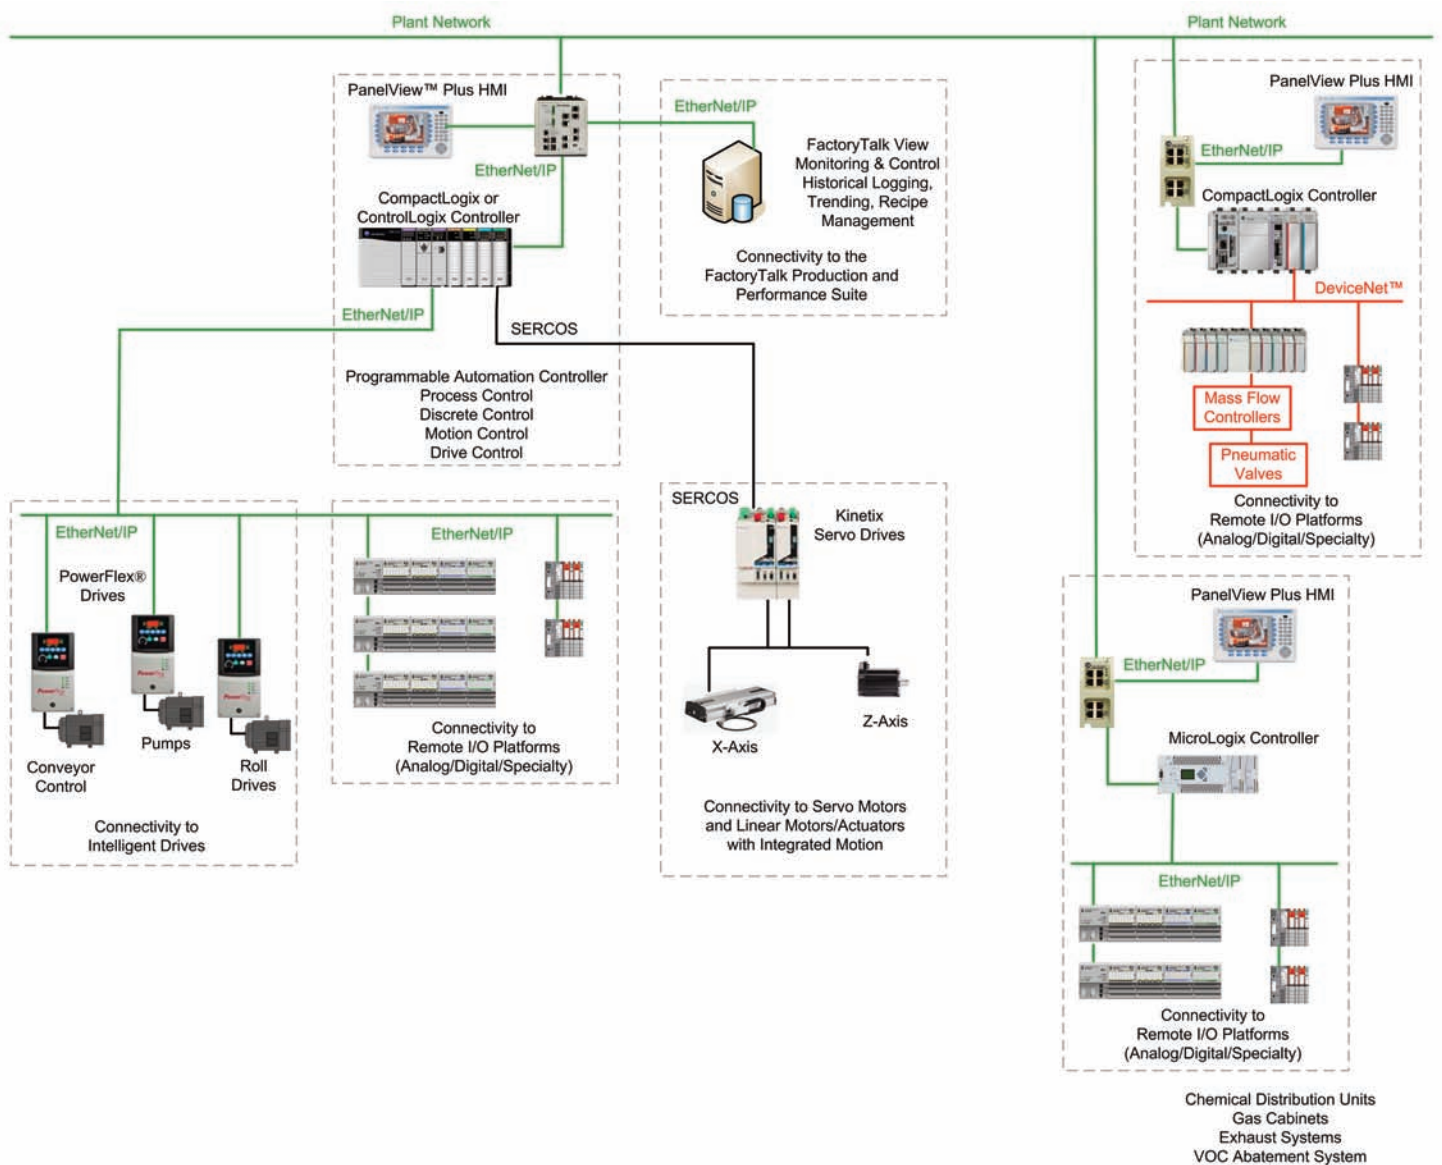 Plant Network
Plant Network
PanelView™ Plus HMI
EtherNet/IP
EtherNet/IP
CompactLogix or
ControlLogix Controller
EtherNet/IP
SERCOS
Programmable Automation Controller
Process Control
Discrete Control
Motion Control
Drive Control
FactoryTalk View
Monitoring & Control
Historical Logging,
Trending, Recipe
Management
Connectivity to the
FactoryTalk Production and
Performance Suite
PanelView Plus HMI
EtherNet/IP
CompactLogix Controller
DeviceNet™
Mass Flow
Controllers
Pneumatic
Valves
Connectivity to
Remote I/O Platforms
(Analog/Digital/Specialty)
EtherNet/IP
PowerFlex®
Drives
Conveyor
Control
Pumps
Roll
Drives
Connectivity to
Intelligent Drives
EtherNet/IP
Connectivity to
Remote I/O Platforms
(Analog/Digital/Specialty)
SERCOS
Kinetix
Servo Drives
X-Axis
Z-Axis
Connectivity to Servo Motors
and Linear Motors/Actuators
with Integrated Motion
PanelView Plus HMI
EtherNet/IP
MicroLogix Controller
EtherNet/IP
Connectivity to
Remote I/O Platforms
(Analog/Digital/Specialty)
Chemical Distribution Units
Gas Cabinets
Exhaust Systems
VOC Abatement System